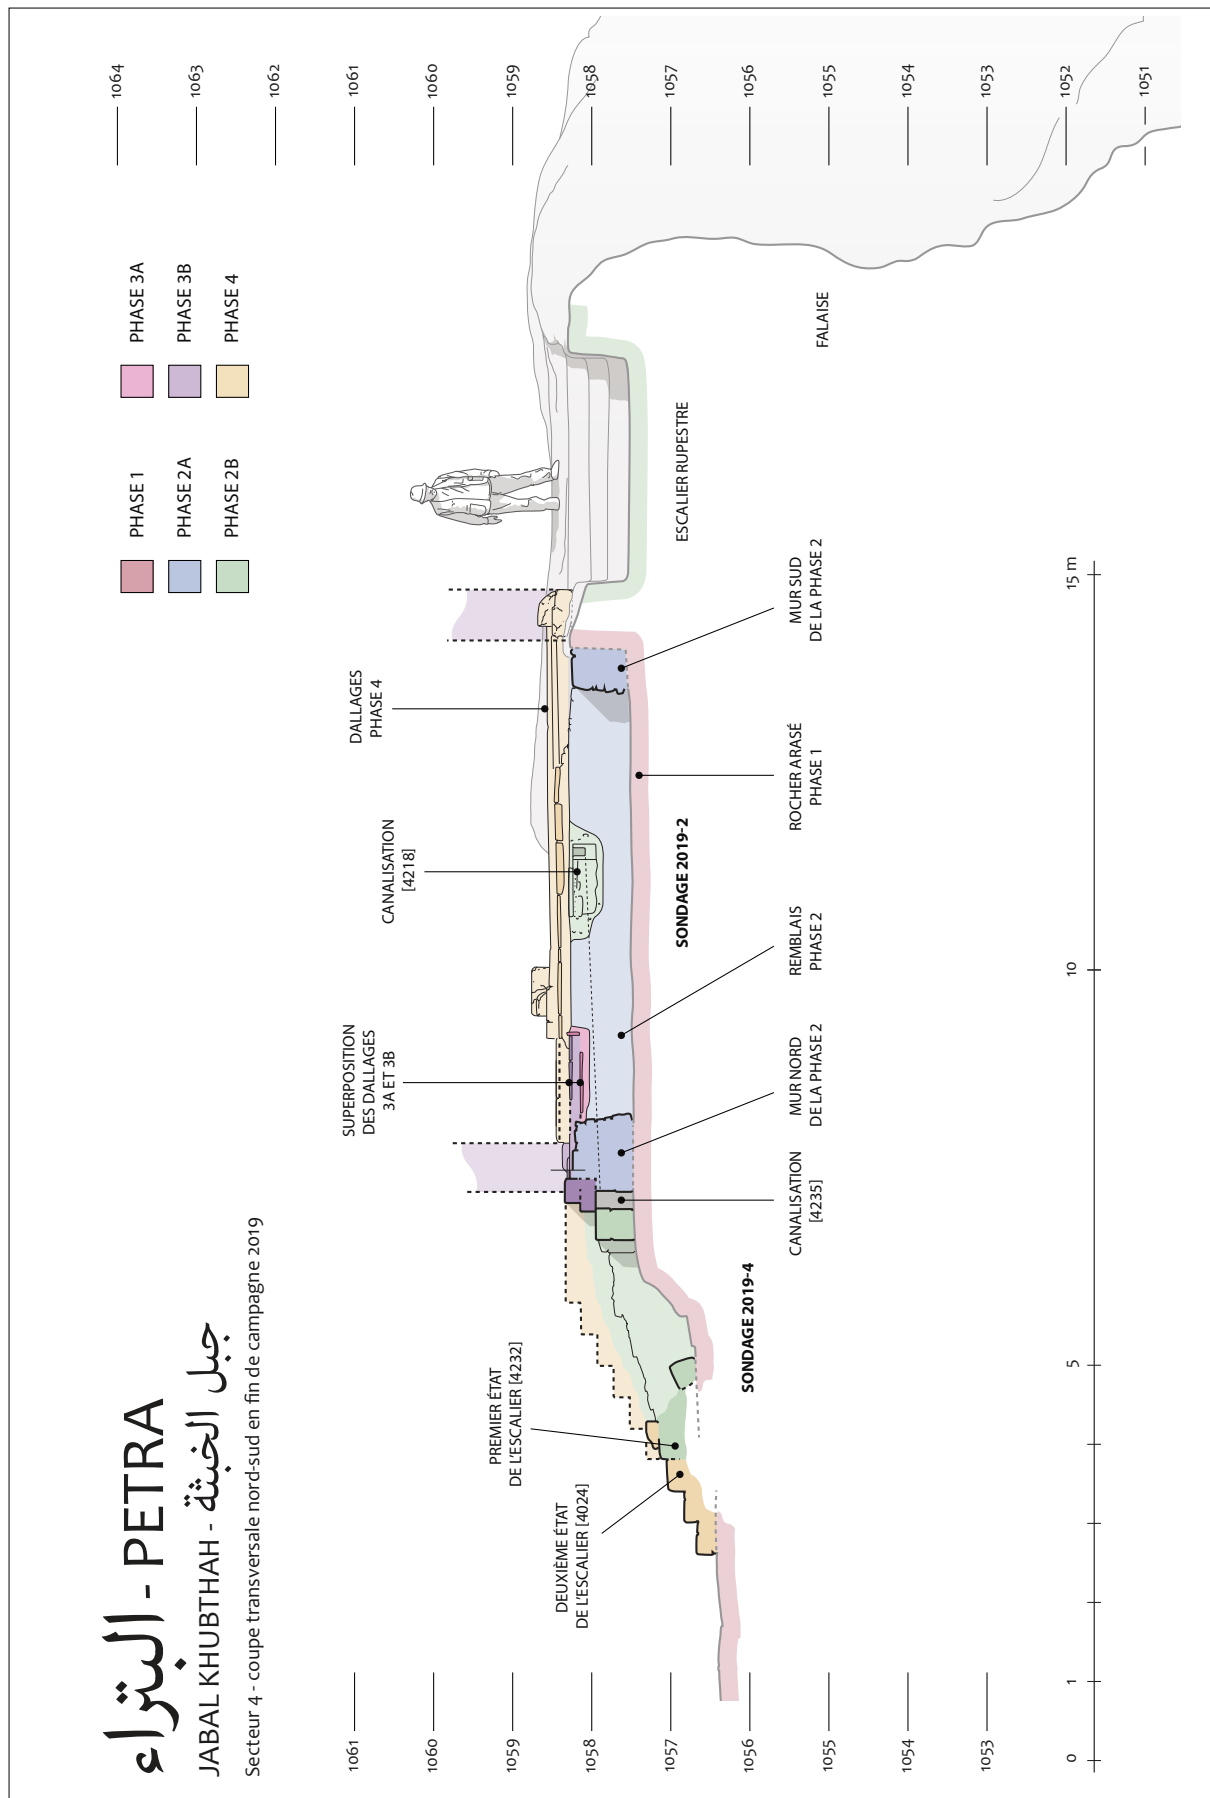 البتراء - PETRA
JABAL KHUBTHAH - جبل الخبثة
Secteur 4 - coupe transversale nord-sud en fin de campagne 2019
PHASE 1
PHASE 2A
PHASE 2B
PHASE 3A
PHASE 3B
PHASE 4
1061
1060
1059
1058
1057
1056
1055
1054
1053
1064
1063
1062
1061
1060
1059
1058
1057
1056
1055
1054
1053
1052
1051
DEUXIÈME ÉTAT
DE L'ESCALIER [4024]
PREMIER ÉTAT
DE L'ESCALIER [4232]
SUPERPOSITION
DES DALLAGES
3A ET 3B
CANALISATION
[4218]
DALLAGES
PHASE 4
ESCALIER RUPESTRE
FALAISE
SONDAGE 2019-4
SONDAGE 2019-2
CANALISATION
[4235]
MUR NORD
DE LA PHASE 2
REMBLAIS
PHASE 2
ROCHER ARASÉ
PHASE 1
MUR SUD
DE LA PHASE 2
0
1
5
10
15 m